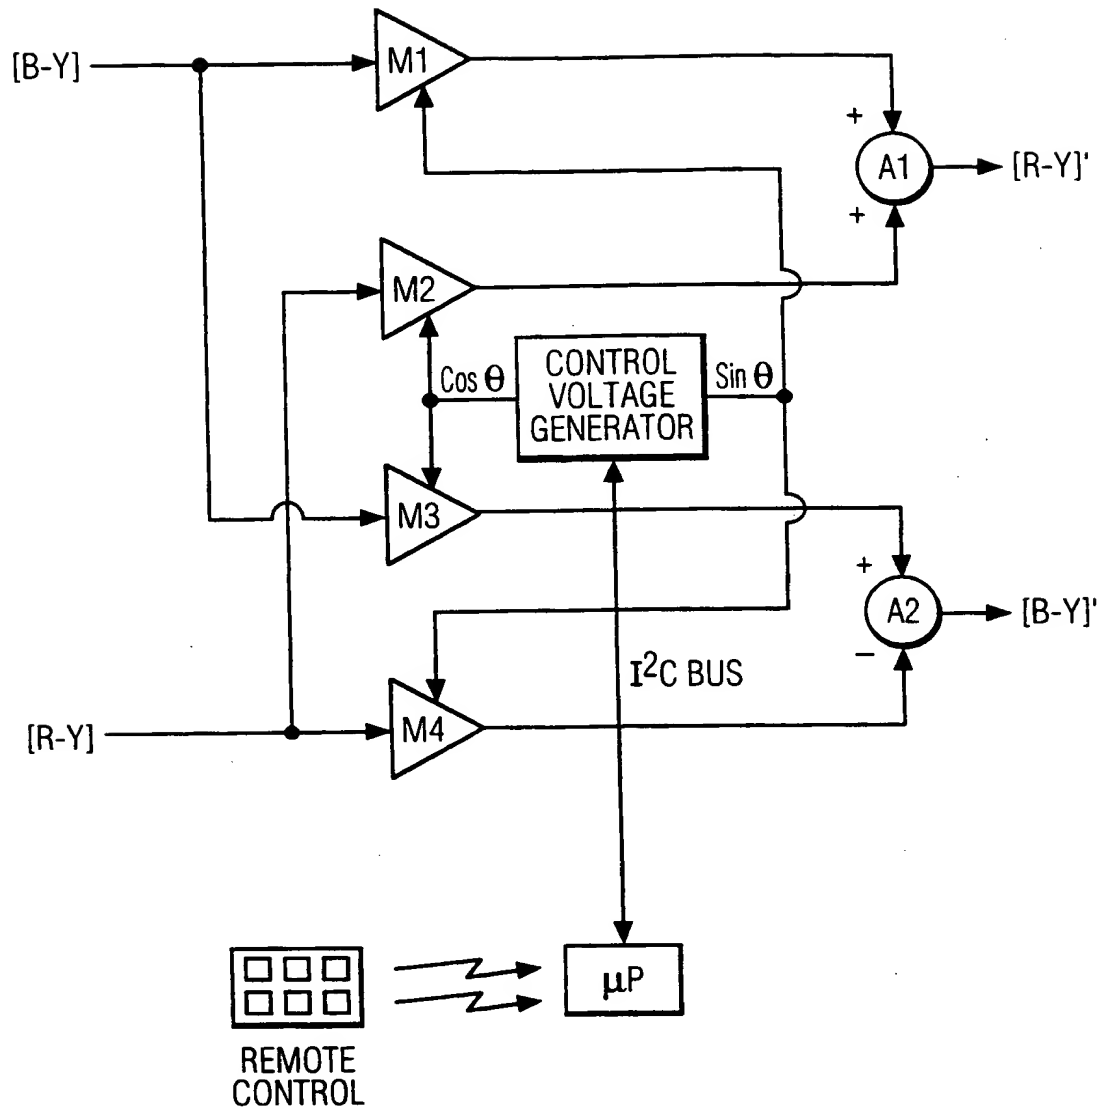 [B-Y]
M1
+
A1
[R-Y]'
+
M2
Cos θ
CONTROL
VOLTAGE
GENERATOR
Sin θ
M3
+
A2
[B-Y]'
−
I²C BUS
[R-Y]
M4
μP
REMOTE
CONTROL